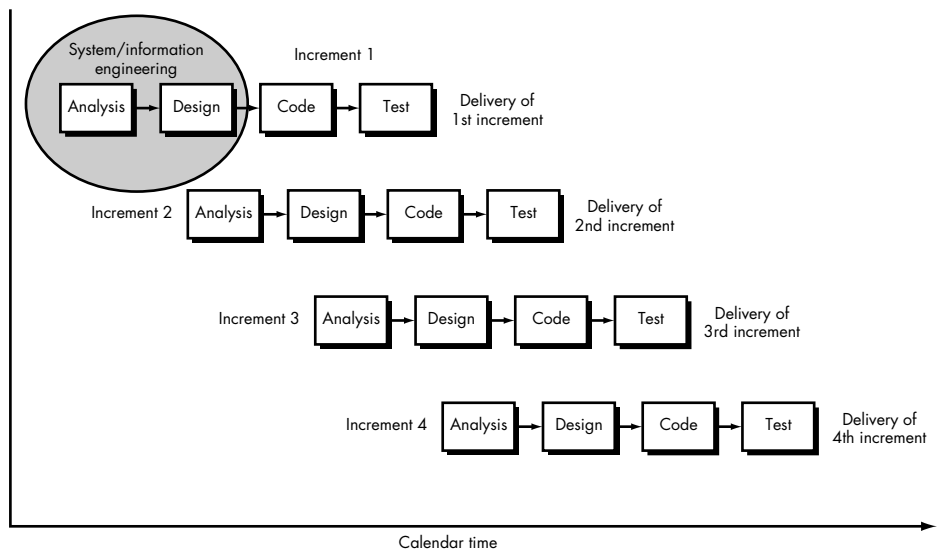 System/information
engineering
Increment 1
Analysis
Design
Code
Test
Delivery of
1st increment
Increment 2
Analysis
Design
Code
Test
Delivery of
2nd increment
Increment 3
Analysis
Design
Code
Test
Delivery of
3rd increment
Increment 4
Analysis
Design
Code
Test
Delivery of
4th increment
Calendar time